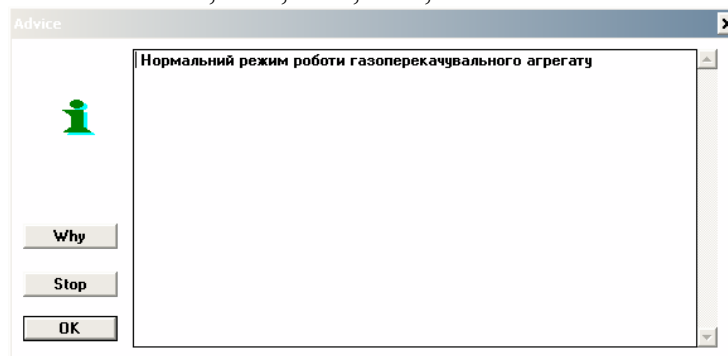 Advice
Нормальний режим роботи газоперекачувального агрегату
Why
Stop
OK